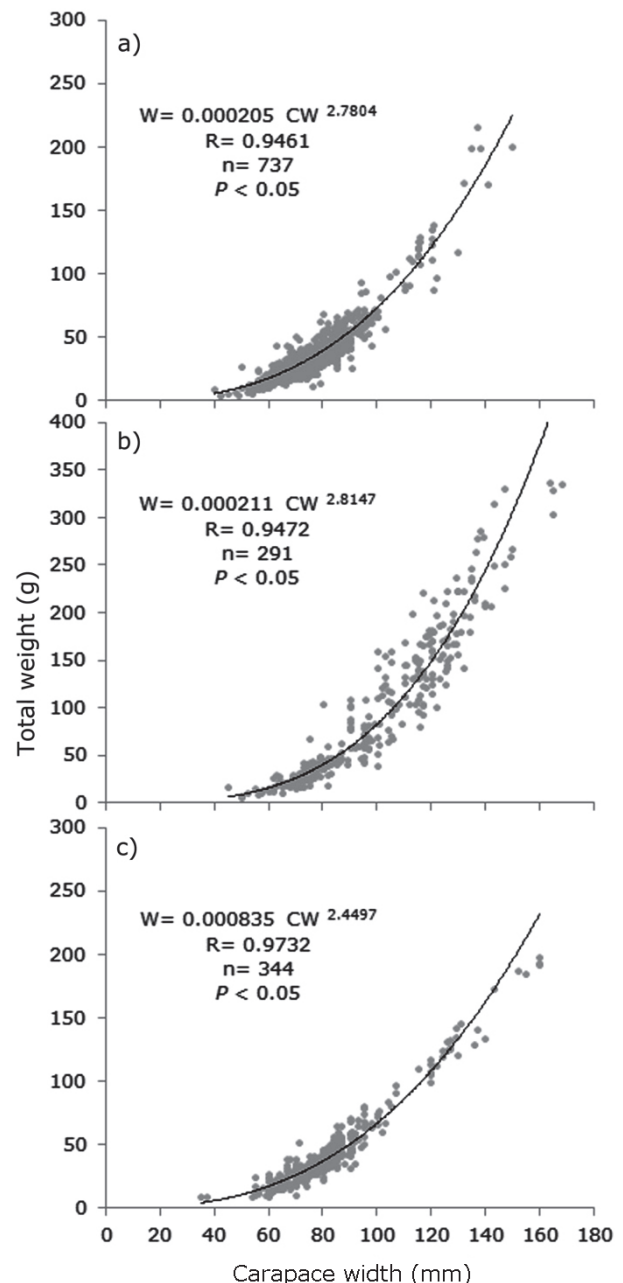 300
a)
250
W= 0.000205 CW 2.7804
R= 0.9461
n= 737
P < 0.05
200
150
100
50
0
400
b)
350
W= 0.000211 CW 2.8147
R= 0.9472
n= 291
P < 0.05
300
250
200
150
100
50
0
Total weight (g)
300
c)
250
W= 0.000835 CW 2.4497
R= 0.9732
n= 344
P < 0.05
200
150
100
50
0
0 20 40 60 80 100 120 140 160 180
Carapace width (mm)